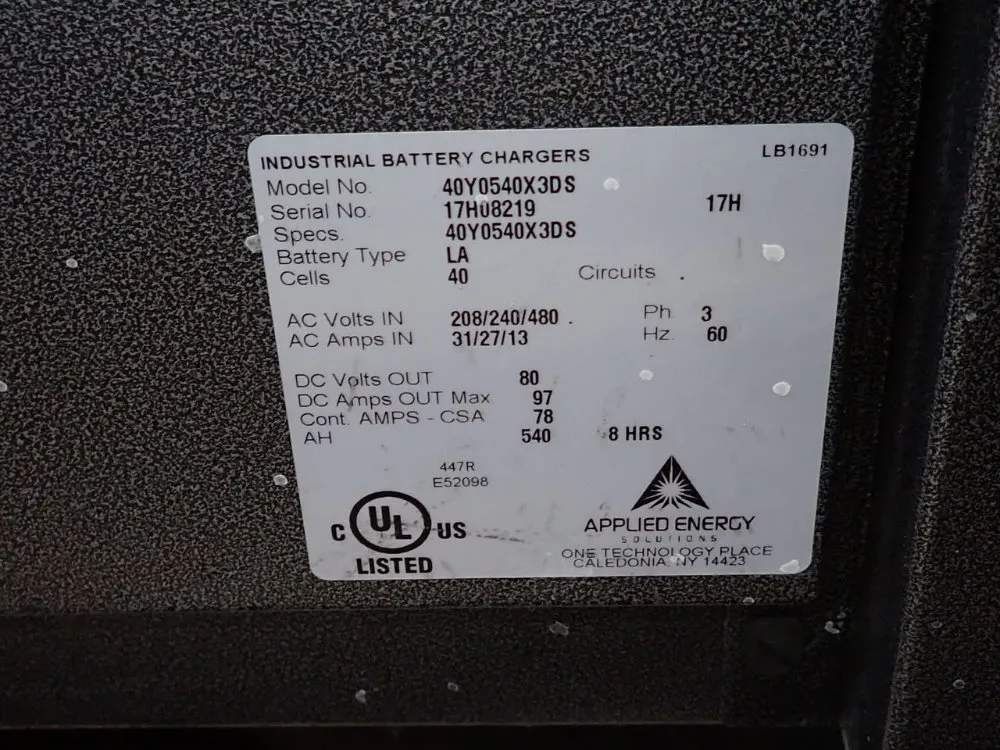 INDUSTRIAL BATTERY CHARGERS LB1691
Model No. 40Y0540X3DS
Serial No. 17H08219 17H
Specs. 40Y0540X3DS
Battery Type LA
Cells 40 Circuits .
AC Volts IN 208/240/480 . Ph 3
AC Amps IN 31/27/13 Hz. 60
DC Volts OUT 80
DC Amps OUT Max 97
Cont. AMPS - CSA 78
AH 540 8 HRS
447R
E52098
C UL US
LISTED
APPLIED ENERGY
SOLUTIONS
ONE TECHNOLOGY PLACE
CALEDONIA, NY 14423